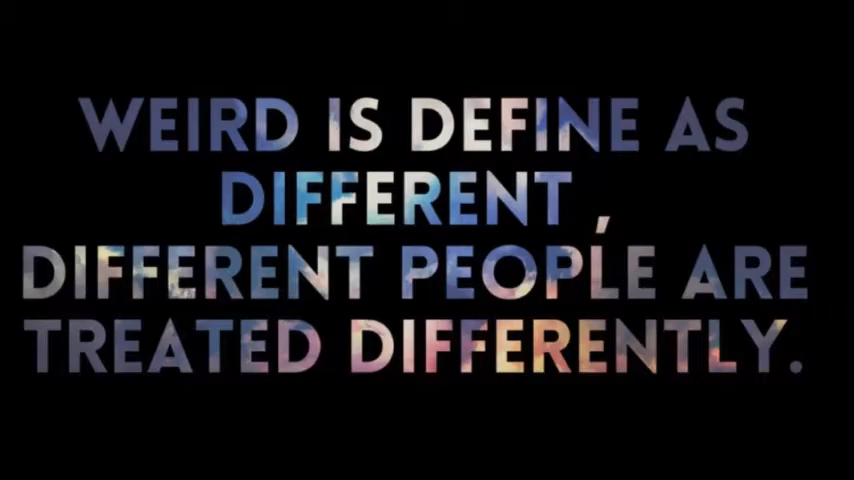 WEIRD IS DEFINE AS
DIFFERENT ,
DIFFERENT PEOPLE ARE
TREATED DIFFERENTLY.